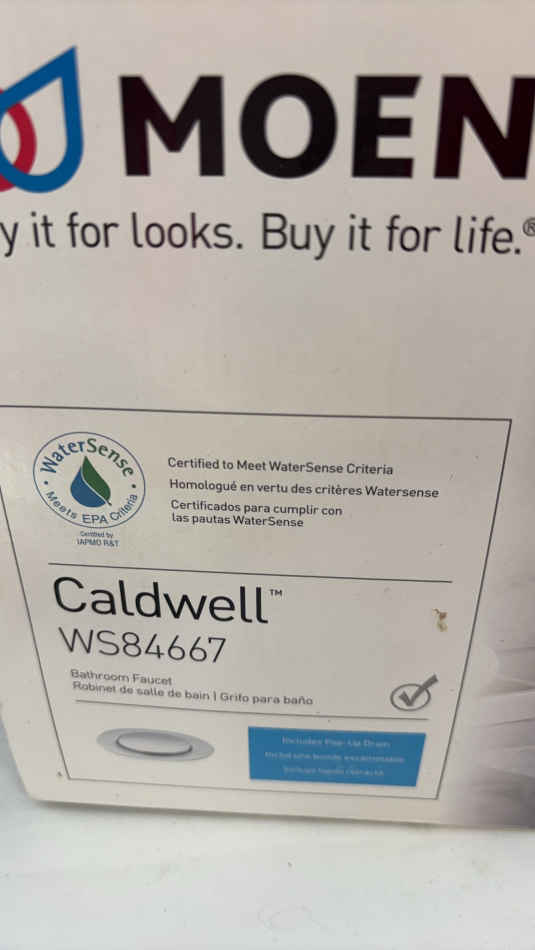 MOEN
y it for looks. Buy it for life.®
WaterSense
Meets EPA Criteria
Certified by
IAPMO R&T
Certified to Meet WaterSense Criteria
Homologué en vertu des critères Watersense
Certificados para cumplir con
las pautas WaterSense
Caldwell™
WS84667
Bathroom Faucet
Robinet de salle de bain | Grifo para baño
Includes Pop-Up Drain